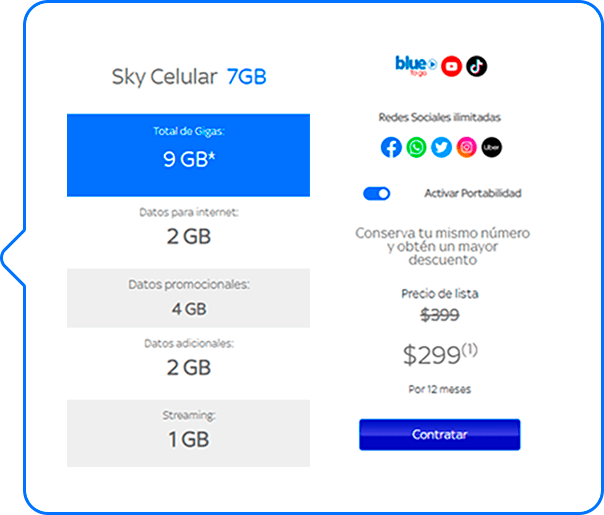 Sky Celular 7GB
Total de Gigas:
9 GB*
Datos para internet:
2 GB
Datos promocionales:
4 GB
Datos adicionales:
2 GB
Streaming:
1 GB
blue
to go
Redes Sociales ilimitadas
Uber
Activar Portabilidad
Conserva tu mismo número
y obtén un mayor
descuento
Precio de lista
$399
$299(1)
Por 12 meses
Contratar